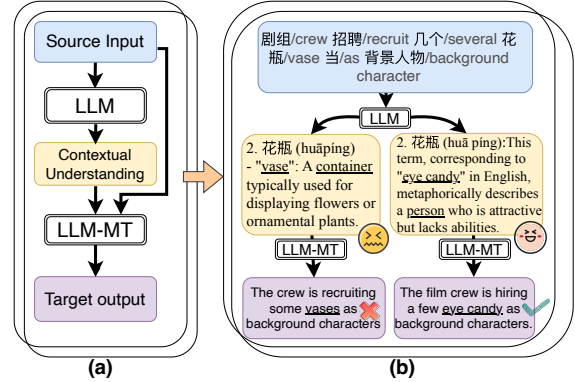 Source Input
LLM
Contextual
Understanding
LLM-MT
Target output
(a)
剧组/crew 招聘/recruit 几个/several 花
瓶/vase 当/as 背景人物/background
character
LLM
2. 花瓶 (huāpíng)
- "vase": A container
typically used for
displaying flowers or
ornamental plants.
LLM-MT
The crew is recruiting
some vases as
background characters
2. 花瓶 (huā píng):This
term, corresponding to
"eye candy" in English,
metaphorically describes
a person who is attractive
but lacks abilities.
LLM-MT
The film crew is hiring
a few eye candy as
background characters.
(b)